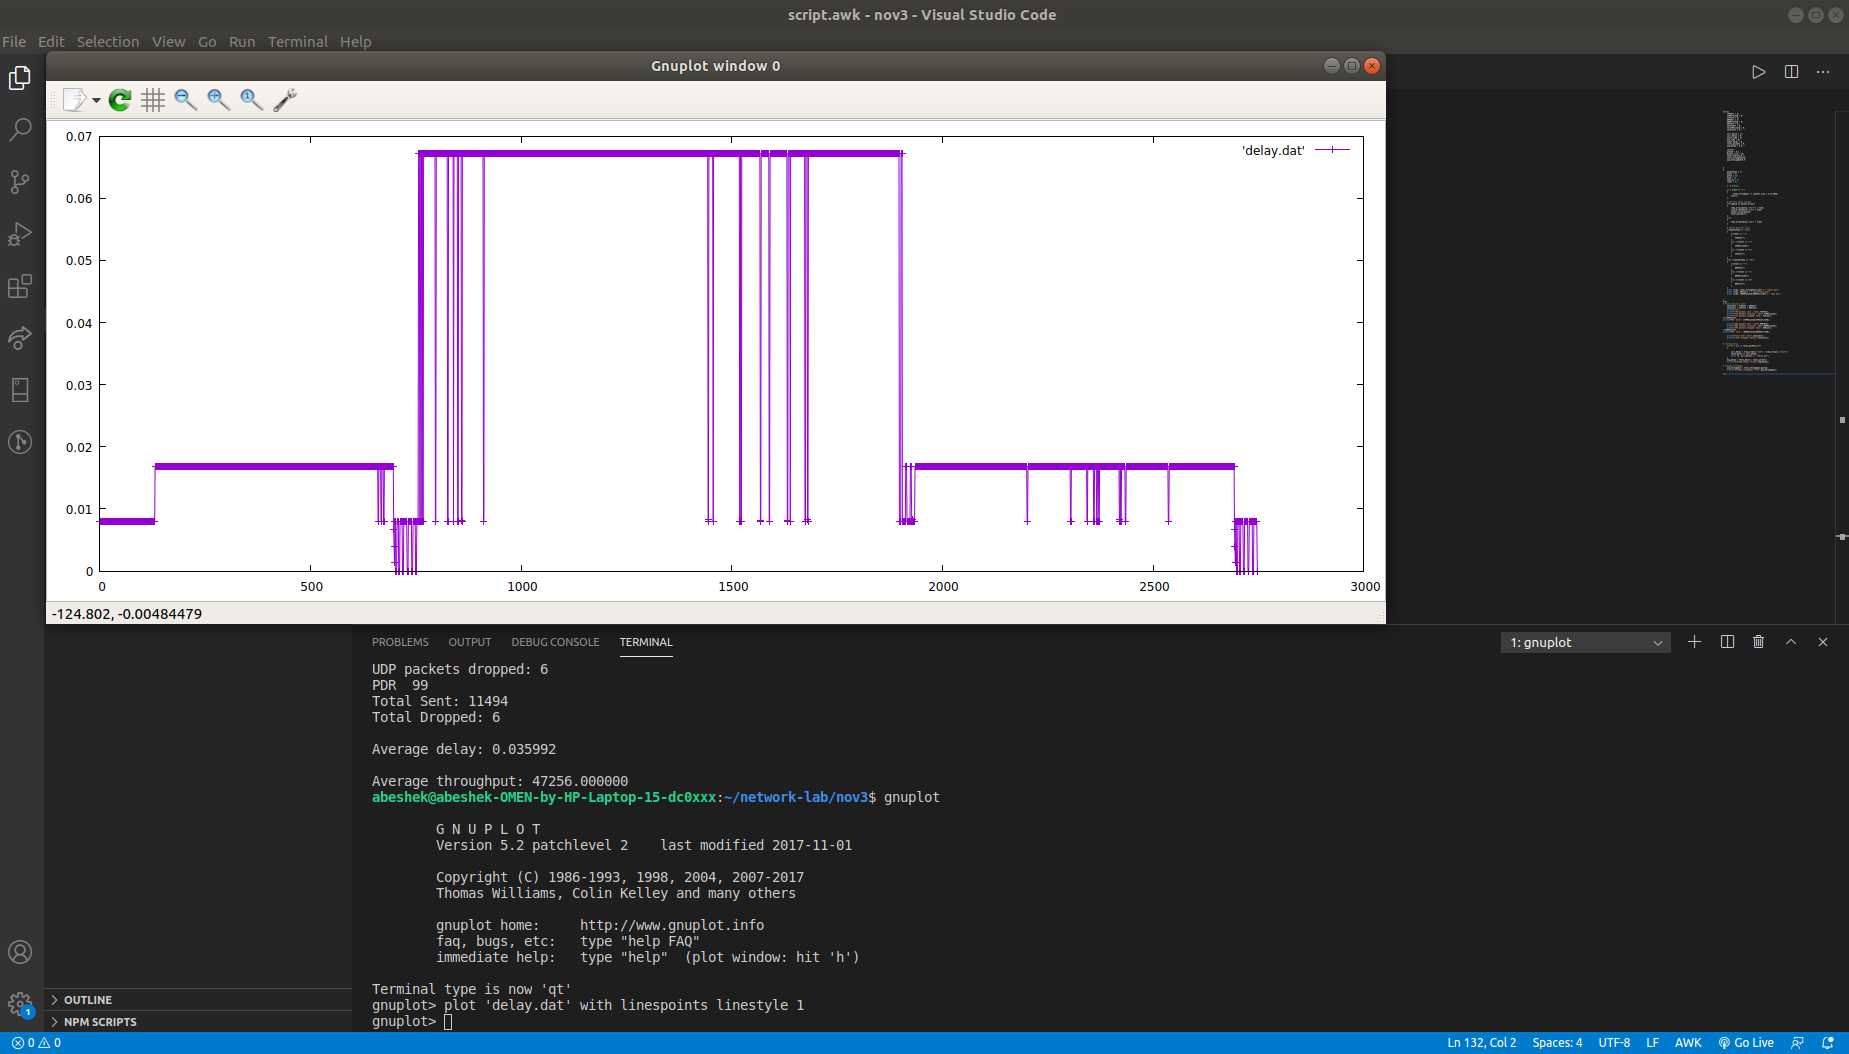 script.awk - nov3 - Visual Studio Code
File Edit Selection View Go Run Terminal Help
Gnuplot window 0
0.07
0.06
0.05
0.04
0.03
0.02
0.01
0
0 500 1000 1500 2000 2500 3000
'delay.dat'
-124.802, -0.00484479
PROBLEMS OUTPUT DEBUG CONSOLE TERMINAL
1: gnuplot
UDP packets dropped: 6
PDR  99
Total Sent: 11494
Total Dropped: 6
Average delay: 0.035992
Average throughput: 47256.000000
abeshek@abeshek-OMEN-by-HP-Laptop-15-dc0xxx:~/network-lab/nov3$ gnuplot
G N U P L O T
Version 5.2 patchlevel 2    last modified 2017-11-01
Copyright (C) 1986-1993, 1998, 2004, 2007-2017
Thomas Williams, Colin Kelley and many others
gnuplot home:     http://www.gnuplot.info
faq, bugs, etc:   type "help FAQ"
immediate help:   type "help"  (plot window: hit 'h')
Terminal type is now 'qt'
gnuplot> plot 'delay.dat' with linespoints linestyle 1
gnuplot>
OUTLINE
NPM SCRIPTS
1
0 0
Ln 132, Col 2 Spaces: 4 UTF-8 LF AWK Go Live